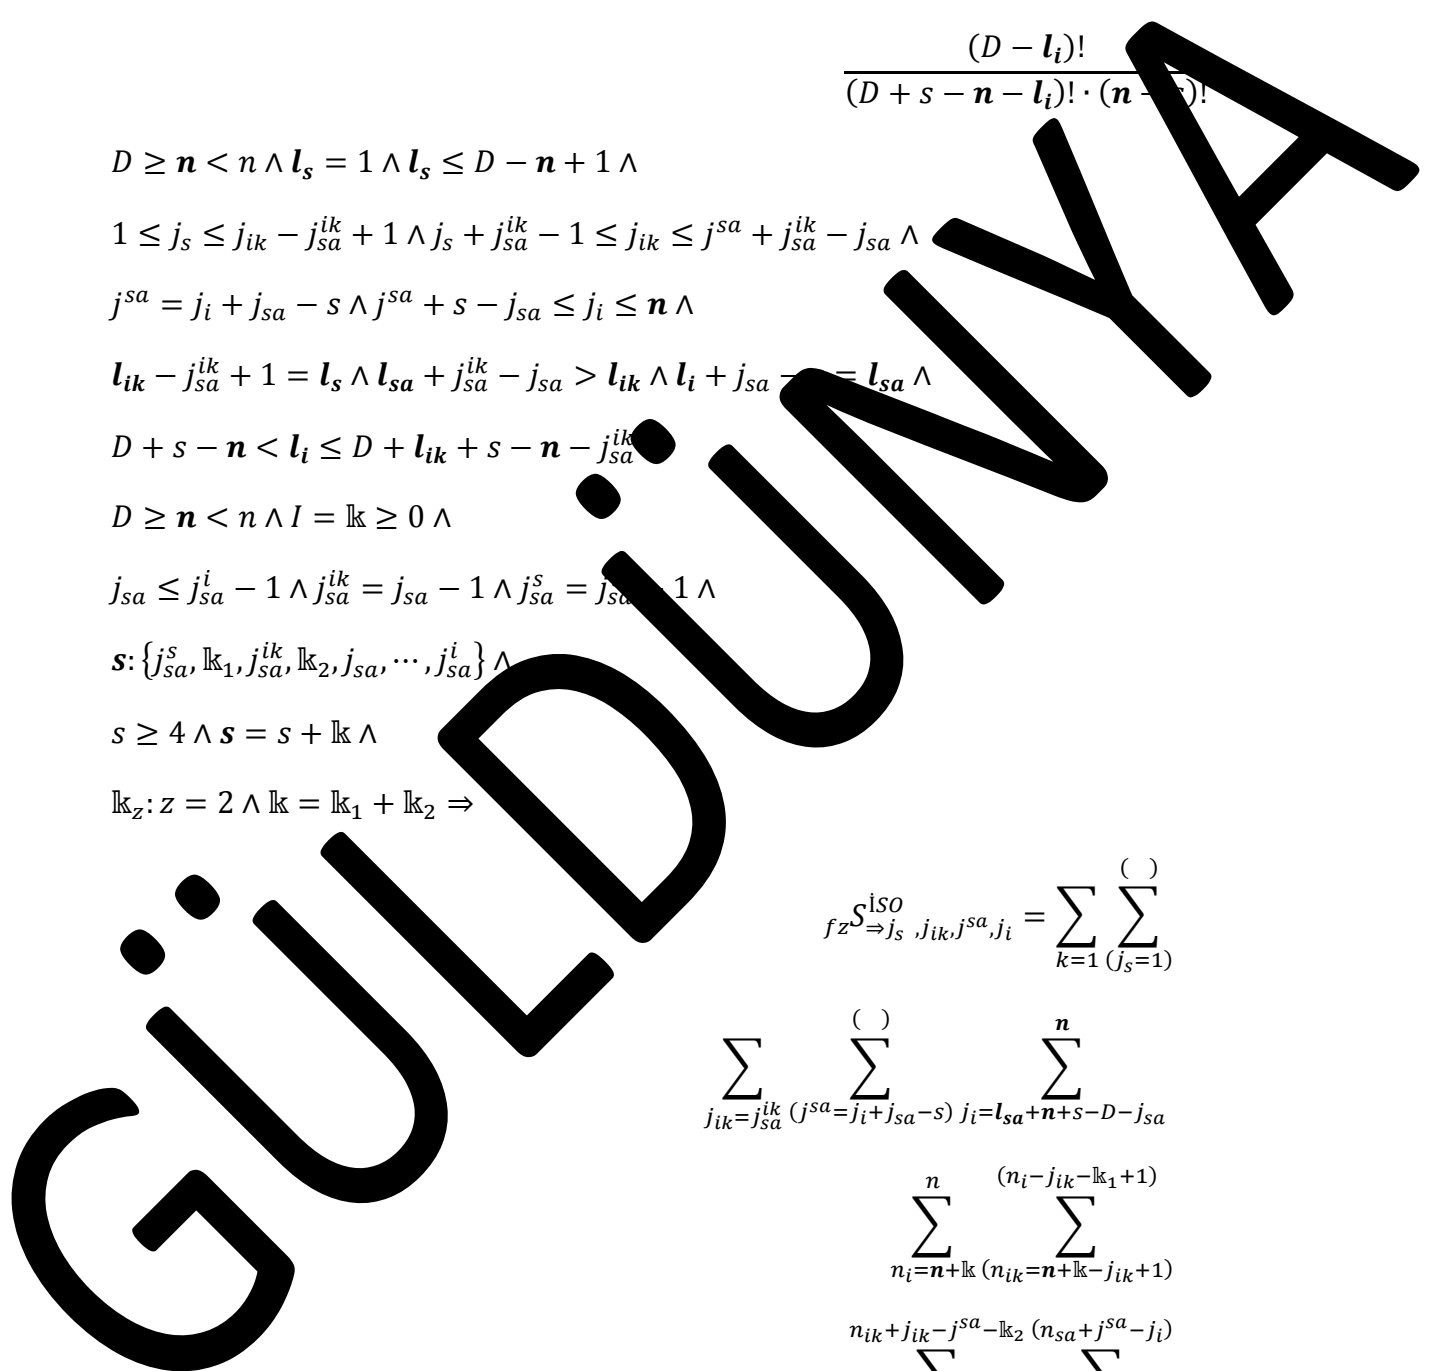 (D − l_i)!
(D + s − n − l_i)! · (n − s)!
D ≥ n < n ∧ l_s = 1 ∧ l_s ≤ D − n + 1 ∧
1 ≤ j_s ≤ j_ik − j_sa^ik + 1 ∧ j_s + j_sa^ik − 1 ≤ j_ik ≤ j^sa + j_sa^ik − j_sa ∧
j^sa = j_i + j_sa − s ∧ j^sa + s − j_sa ≤ j_i ≤ n ∧
l_ik − j_sa^ik + 1 = l_s ∧ l_sa + j_sa^ik − j_sa > l_ik ∧ l_i + j_sa − = l_sa ∧
D + s − n < l_i ≤ D + l_ik + s − n − j_sa^ik
D ≥ n < n ∧ I = 𝕜 ≥ 0 ∧
j_sa ≤ j_sa^i − 1 ∧ j_sa^ik = j_sa − 1 ∧ j_sa^s = 1 ∧
s: {j_sa^s, 𝕜_1, j_sa^ik, 𝕜_2, j_sa, ⋯, j_sa^i} ∧
s ≥ 4 ∧ s = s + 𝕜 ∧
𝕜_z: z = 2 ∧ 𝕜 = 𝕜_1 + 𝕜_2 ⇒
( )
_fz S^İSO_⇒j_s ,j_ik,j^sa,j_i = ∑ ∑
k=1 (j_s=1)
( ) n
∑ ∑ ∑
j_ik=j_sa^ik (j^sa=j_i+j_sa−s) j_i=l_sa+n+s−D−j_sa
n (n_i−j_ik−𝕜_1+1)
∑ ∑
n_i=n+𝕜 (n_ik=n+𝕜−j_ik+1)
n_ik+j_ik−j^sa−𝕜_2 (n_sa+j^sa−j_i)
∑ ∑
GÜLDÜNYA